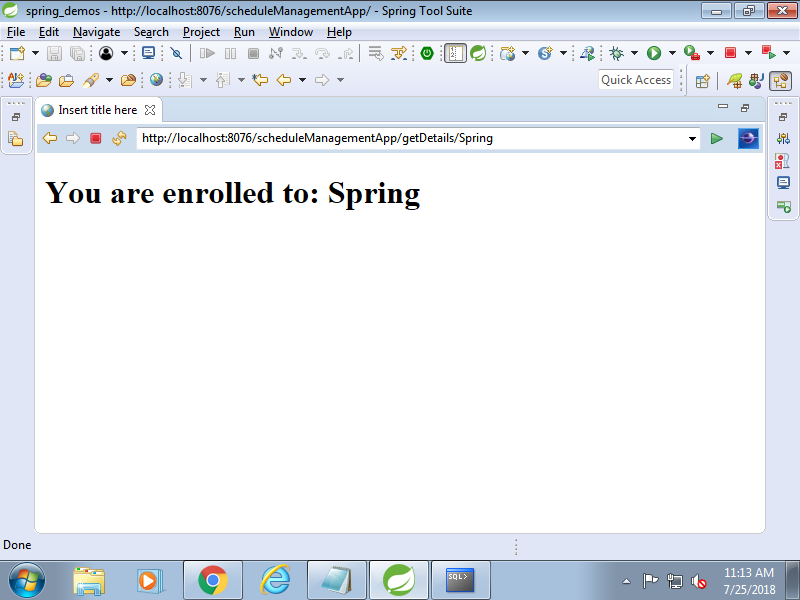 spring_demos - http://localhost:8076/scheduleManagementApp/ - Spring Tool Suite
File Edit Navigate Search Project Run Window Help
Quick Access
Insert title here
http://localhost:8076/scheduleManagementApp/getDetails/Spring
You are enrolled to: Spring
Done
SQL>
11:13 AM
7/25/2018